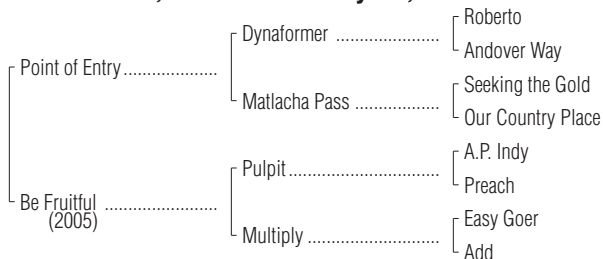 Roberto
Dynaformer ....................
Andover Way
Point of Entry ..................
Seeking the Gold
Matlacha Pass ................
Our Country Place
A.P. Indy
Pulpit .............................
Preach
Be Fruitful ......................
(2005)
Easy Goer
Multiply .........................
Add